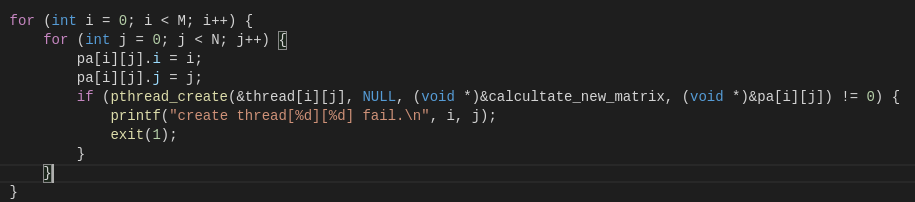 for (int i = 0; i < M; i++) {
    for (int j = 0; j < N; j++) {
        pa[i][j].i = i;
        pa[i][j].j = j;
        if (pthread_create(&thread[i][j], NULL, (void *)&calcultate_new_matrix, (void *)&pa[i][j]) != 0) {
            printf("create thread[%d][%d] fail.\n", i, j);
            exit(1);
        }
    }
}